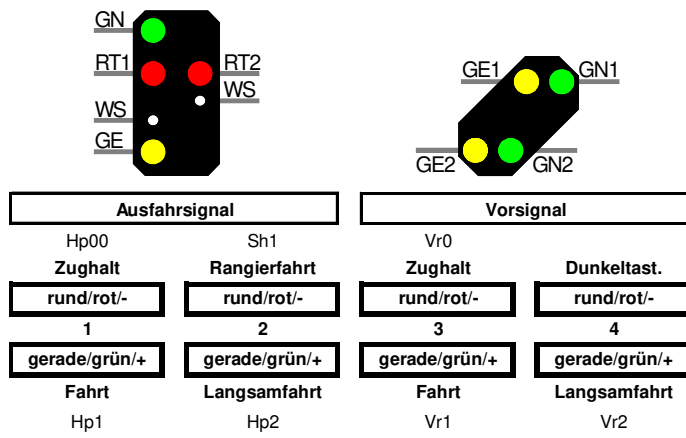 GN
RT1 RT2
WS
WS
GE
GE1 GN1
GE2 GN2
Ausfahrsignal Vorsignal
Hp00 Sh1 Vr0
Zughalt Rangierfahrt Zughalt Dunkeltast.
rund/rot/- rund/rot/- rund/rot/- rund/rot/-
1 2 3 4
gerade/grün/+ gerade/grün/+ gerade/grün/+ gerade/grün/+
Fahrt Langsamfahrt Fahrt Langsamfahrt
Hp1 Hp2 Vr1 Vr2